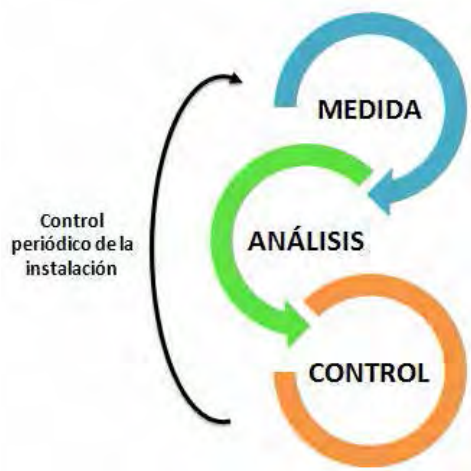 MEDIDA
ANÁLISIS
CONTROL
Control
periódico de la
instalación